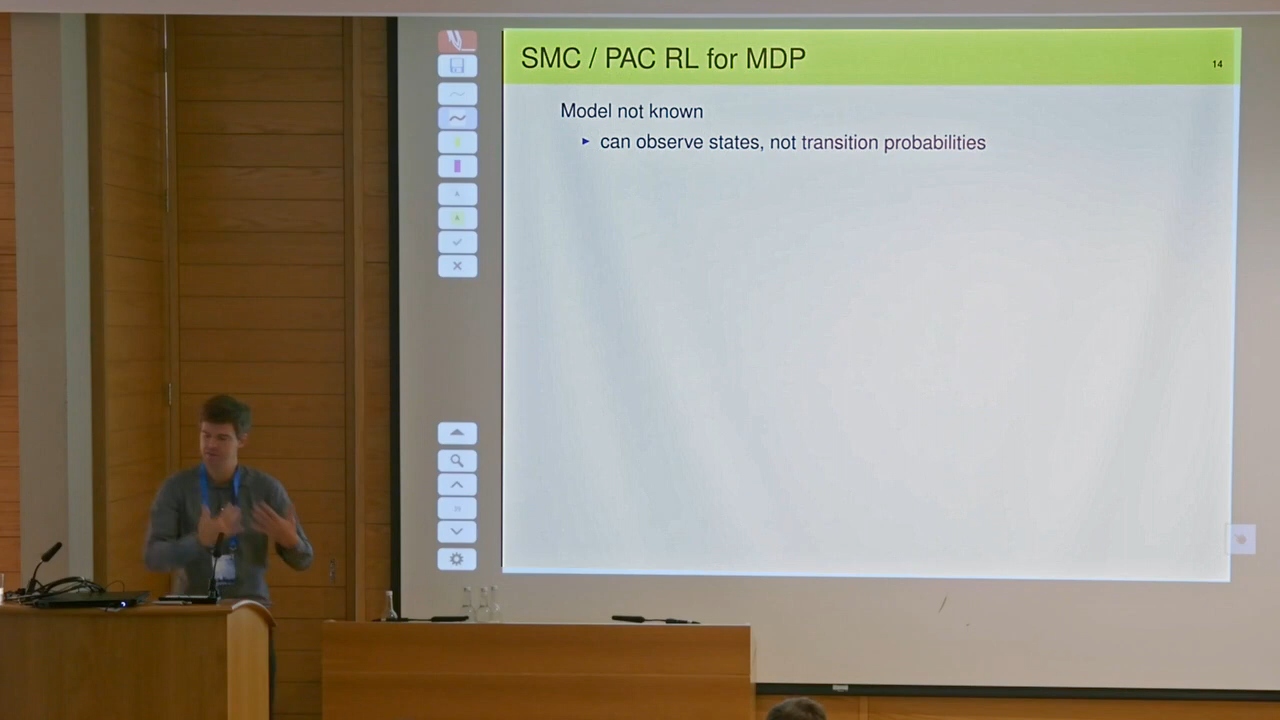 SMC / PAC RL for MDP
14
Model not known
can observe states, not transition probabilities